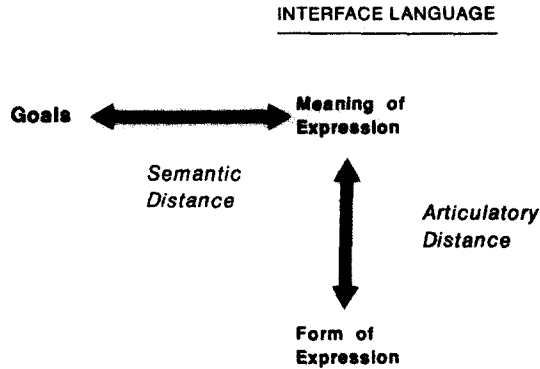 INTERFACE LANGUAGE
Goals
Meaning of
Expression
Semantic
Distance
Articulatory
Distance
Form of
Expression